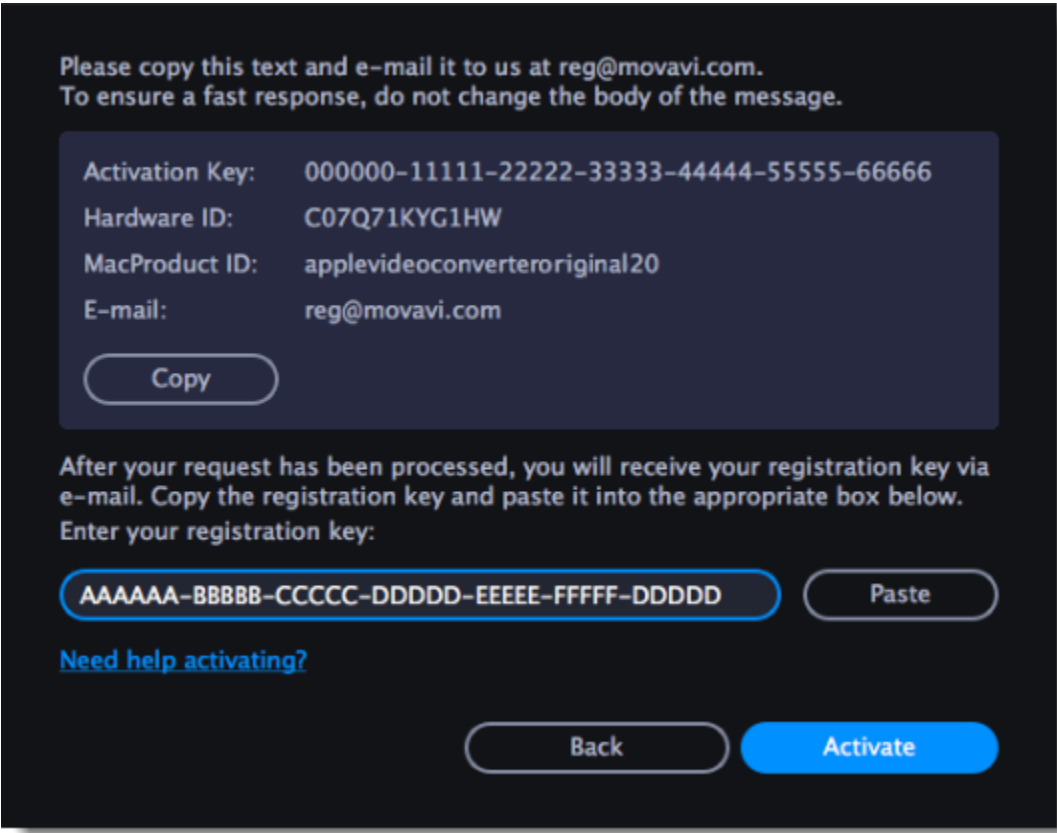 Please copy this text and e-mail it to us at reg@movavi.com.
To ensure a fast response, do not change the body of the message.
Activation Key: 000000-11111-22222-33333-44444-55555-66666
Hardware ID: C07Q71KYG1HW
MacProduct ID: applevideoconverteroriginal20
E-mail: reg@movavi.com
Copy
After your request has been processed, you will receive your registration key via
e-mail. Copy the registration key and paste it into the appropriate box below.
Enter your registration key:
AAAAAA-BBBBB-CCCCC-DDDDD-EEEEE-FFFFF-DDDDD Paste
Need help activating?
Back Activate